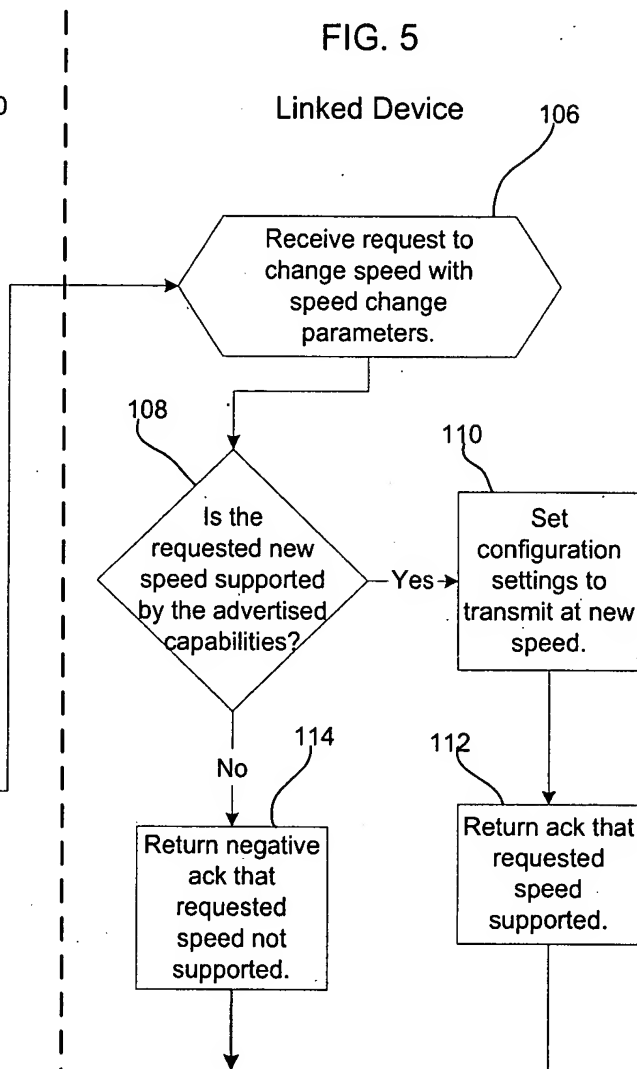 FIG. 5
Linked Device
0
106
Receive request to
change speed with
speed change
parameters.
108
Is the
requested new
speed supported
by the advertised
capabilities?
Yes
110
Set
configuration
settings to
transmit at new
speed.
No
114
Return negative
ack that
requested
speed not
supported.
112
Return ack that
requested
speed
supported.